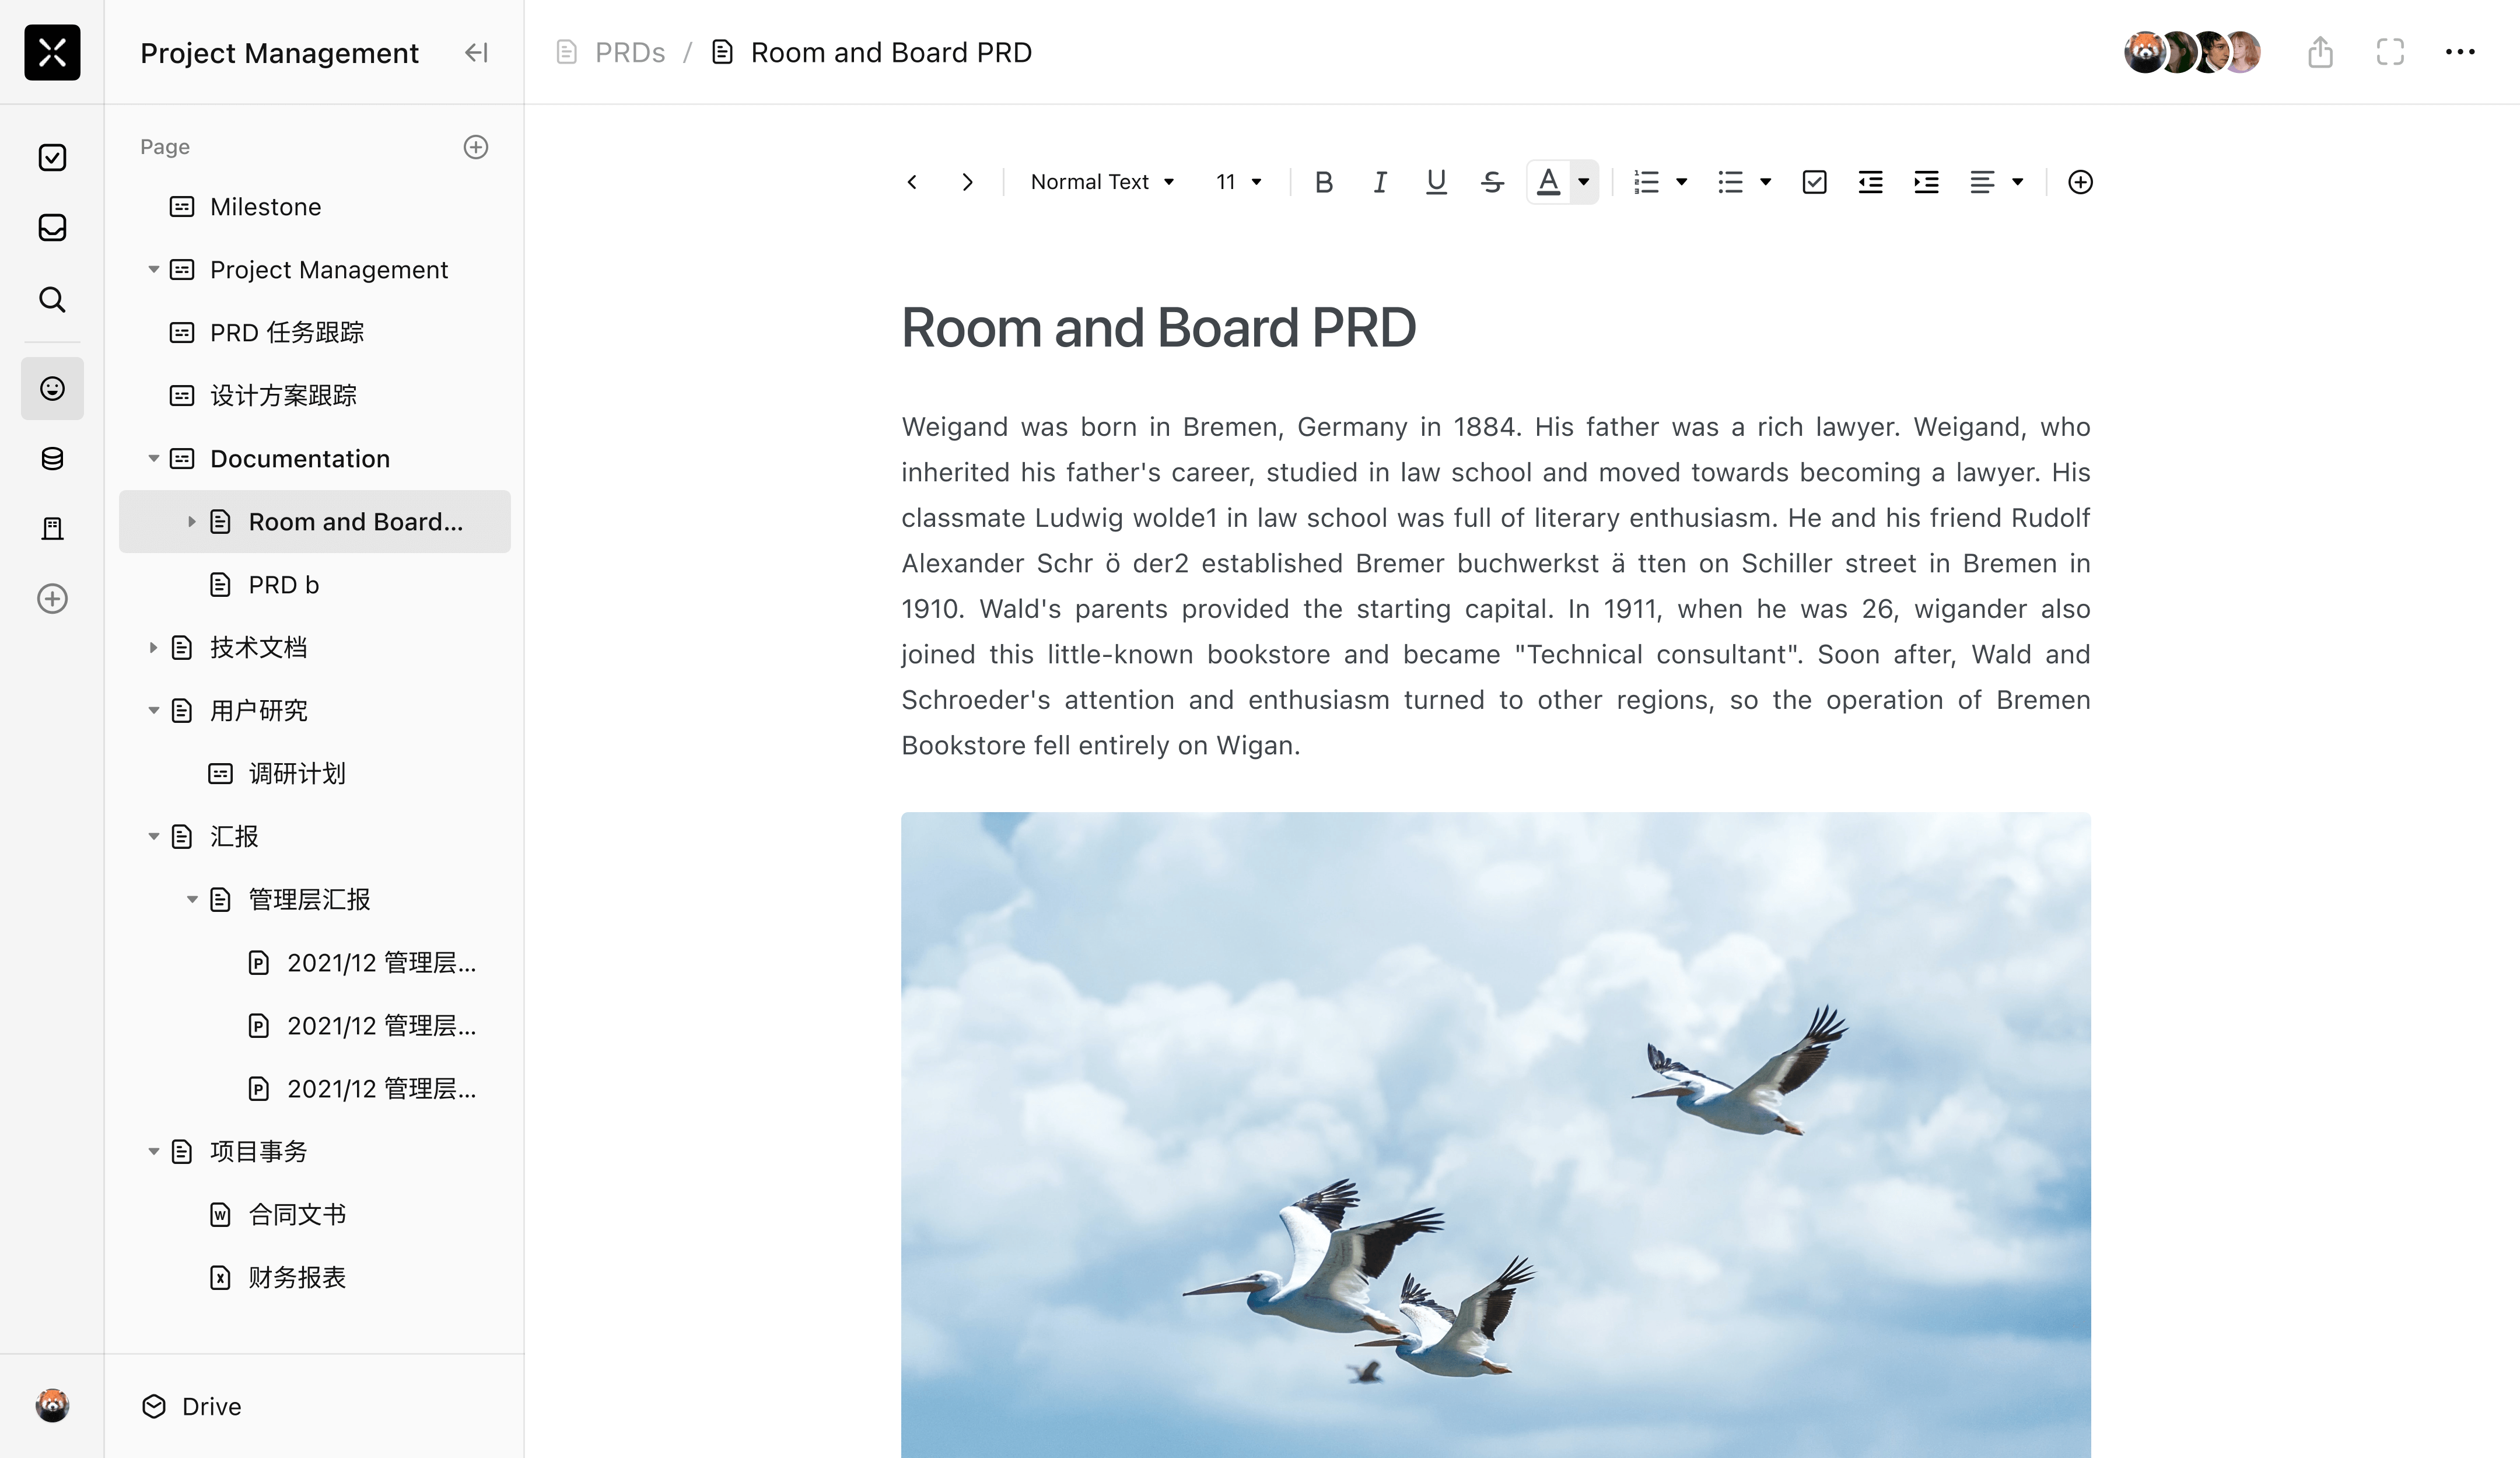 Project Management
PRDs / Room and Board PRD
Page
Milestone
Project Management
PRD 任务跟踪
设计方案跟踪
Documentation
Room and Board...
PRD b
技术文档
用户研究
调研计划
汇报
管理层汇报
2021/12 管理层...
2021/12 管理层...
2021/12 管理层...
项目事务
合同文书
财务报表
Drive
Normal Text 11 B I U S A
Room and Board PRD
Weigand was born in Bremen, Germany in 1884. His father was a rich lawyer. Weigand, who
inherited his father's career, studied in law school and moved towards becoming a lawyer. His
classmate Ludwig wolde1 in law school was full of literary enthusiasm. He and his friend Rudolf
Alexander Schr ö der2 established Bremer buchwerkst ä tten on Schiller street in Bremen in
1910. Wald's parents provided the starting capital. In 1911, when he was 26, wigander also
joined this little-known bookstore and became "Technical consultant". Soon after, Wald and
Schroeder's attention and enthusiasm turned to other regions, so the operation of Bremen
Bookstore fell entirely on Wigan.